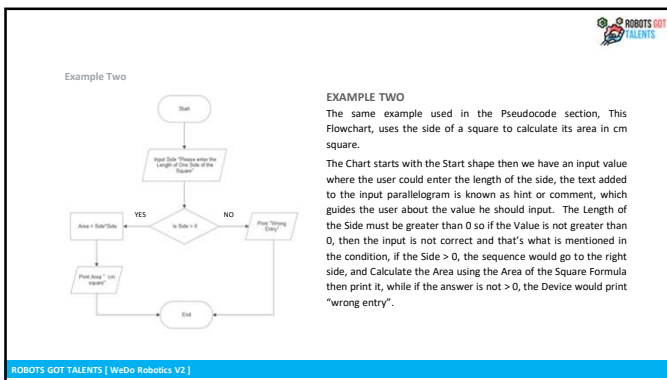 ROBOTS GOT
TALENTS
Example Two
Start
Input Side "Please enter the
Length of One Side of the
Square"
YES
NO
Area = Side*Side
Is Side > 0
Print "Wrong
Entry"
Print Area " cm
square"
End
EXAMPLE TWO
The same example used in the Pseudocode section, This
Flowchart, uses the side of a square to calculate its area in cm
square.
The Chart starts with the Start shape then we have an input value
where the user could enter the length of the side, the text added
to the input parallelogram is known as hint or comment, which
guides the user about the value he should input. The Length of
the Side must be greater than 0 so if the Value is not greater than
0, then the input is not correct and that's what is mentioned in
the condition, if the Side > 0, the sequence would go to the right
side, and Calculate the Area using the Area of the Square Formula
then print it, while if the answer is not > 0, the Device would print
"wrong entry".
ROBOTS GOT TALENTS [ WeDo Robotics V2 ]